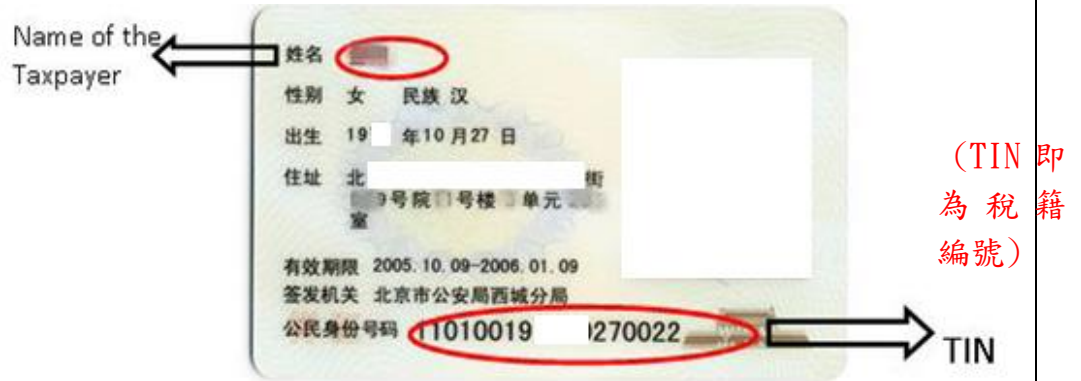 Name of the
Taxpayer
姓名
性别 女 民族 汉
出生 19 年10月27日
住址 北 街
9号院 号楼 单元
室
有效期限 2005.10.09-2006.01.09
签发机关 北京市公安局西城分局
公民身份号码 11010019 270022
(TIN 即
為 稅 籍
編號)
TIN